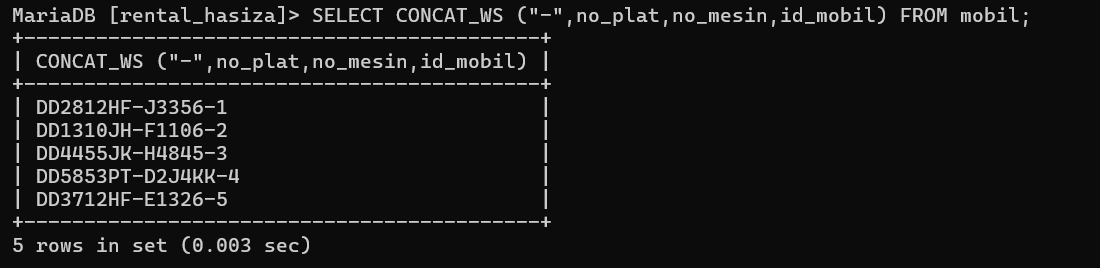 MariaDB [rental_hasiza]> SELECT CONCAT_WS ("-",no_plat,no_mesin,id_mobil) FROM mobil;
+-------------------------------------------+
| CONCAT_WS ("-",no_plat,no_mesin,id_mobil) |
+-------------------------------------------+
| DD2812HF-J3356-1                          |
| DD1310JH-F1106-2                          |
| DD4455JK-H4845-3                          |
| DD5853PT-D2J4KK-4                         |
| DD3712HF-E1326-5                          |
+-------------------------------------------+
5 rows in set (0.003 sec)